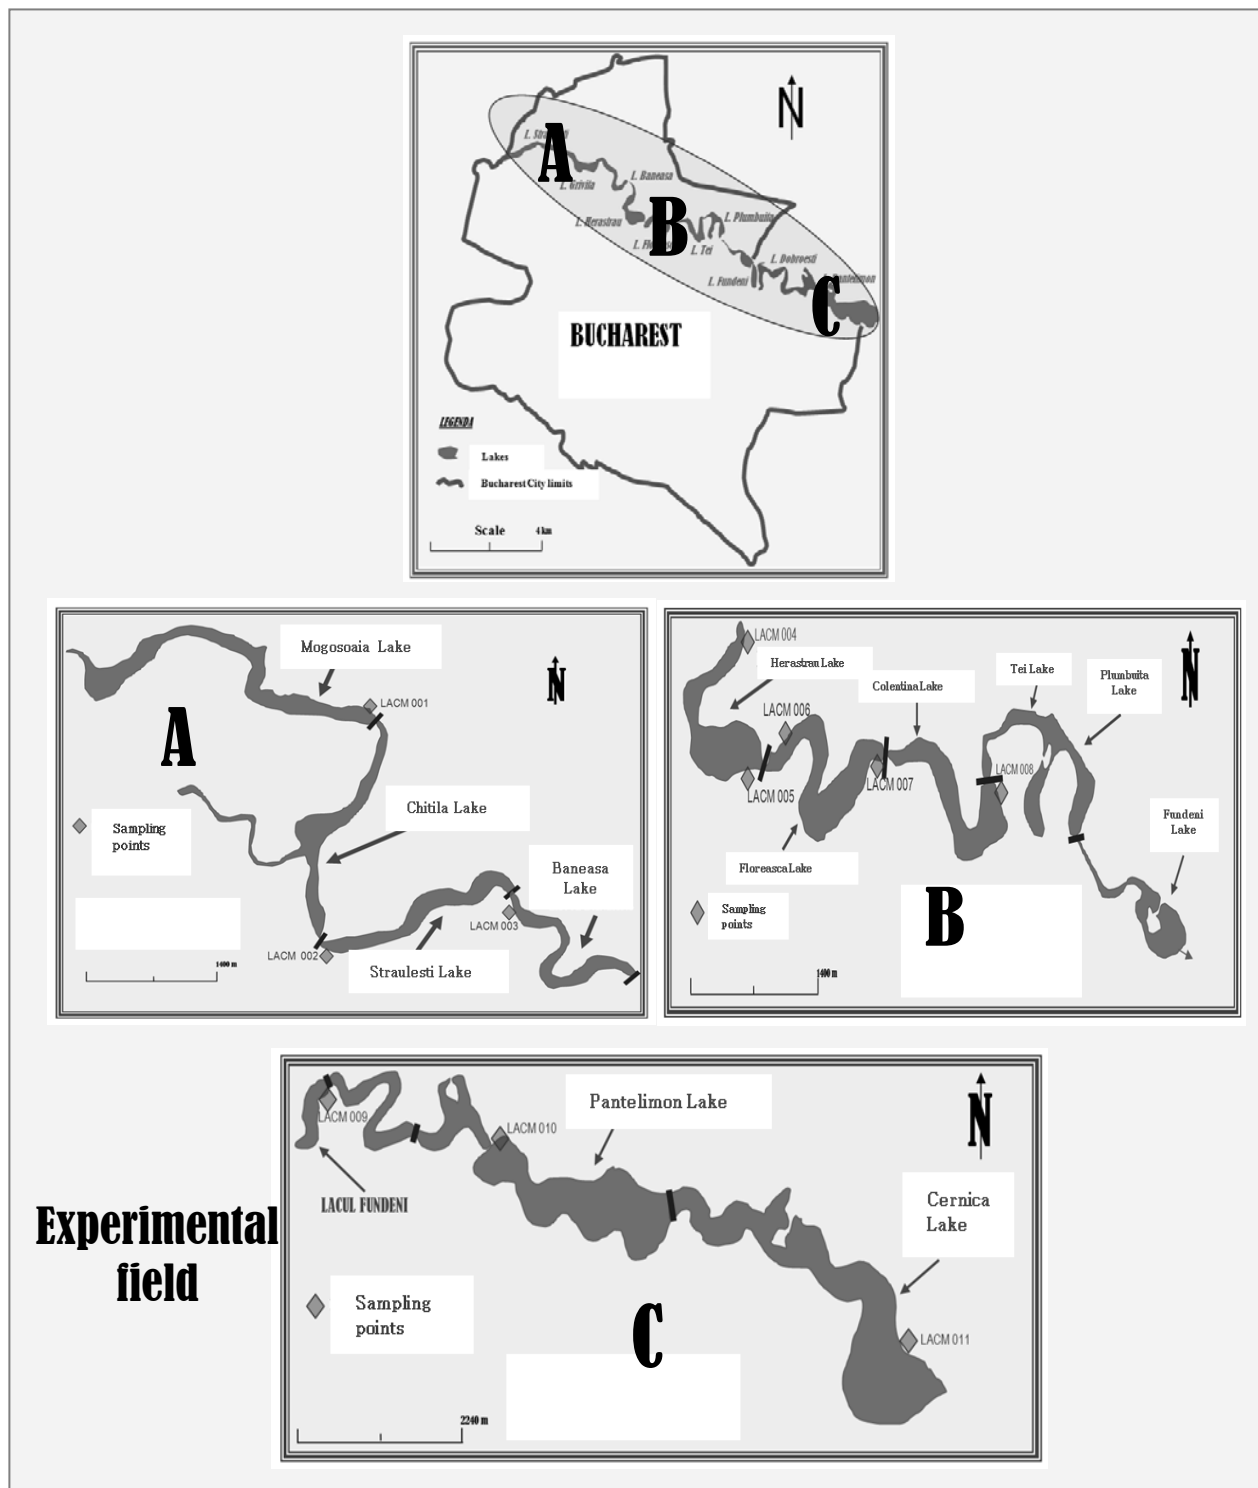 N
L. Baneasa
A
L. Herastrau
B
L. Plumbuita
L. Tei
L. Dobroesti
L. Fundeni
C
BUCHAREST
LEGENDA
Lakes
Bucharest City limits
Scale
4 km
Mogosoaia Lake
N
LACM 001
A
Chitila Lake
Sampling
points
Baneasa
Lake
LACM 003
LACM 002
Straulesti Lake
1400 m
LACM 004
Herastrau Lake
Colentina Lake
Tei Lake
Plumbuita
Lake
N
LACM 006
LACM 005
LACM 007
LACM 008
Fundeni
Lake
Floreasca Lake
B
Sampling
points
1400 m
LACM 009
LACM 010
Pantelimon Lake
N
LACUL FUNDENI
Cernica
Lake
Experimental
field
Sampling
points
C
LACM 011
2240 m